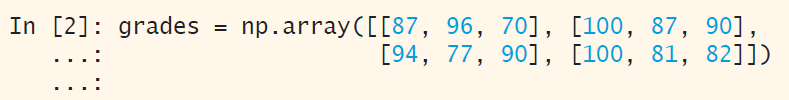 In [2]: grades = np.array([[87, 96, 70], [100, 87, 90],
   ...:                    [94, 77, 90], [100, 81, 82]])
   ...: